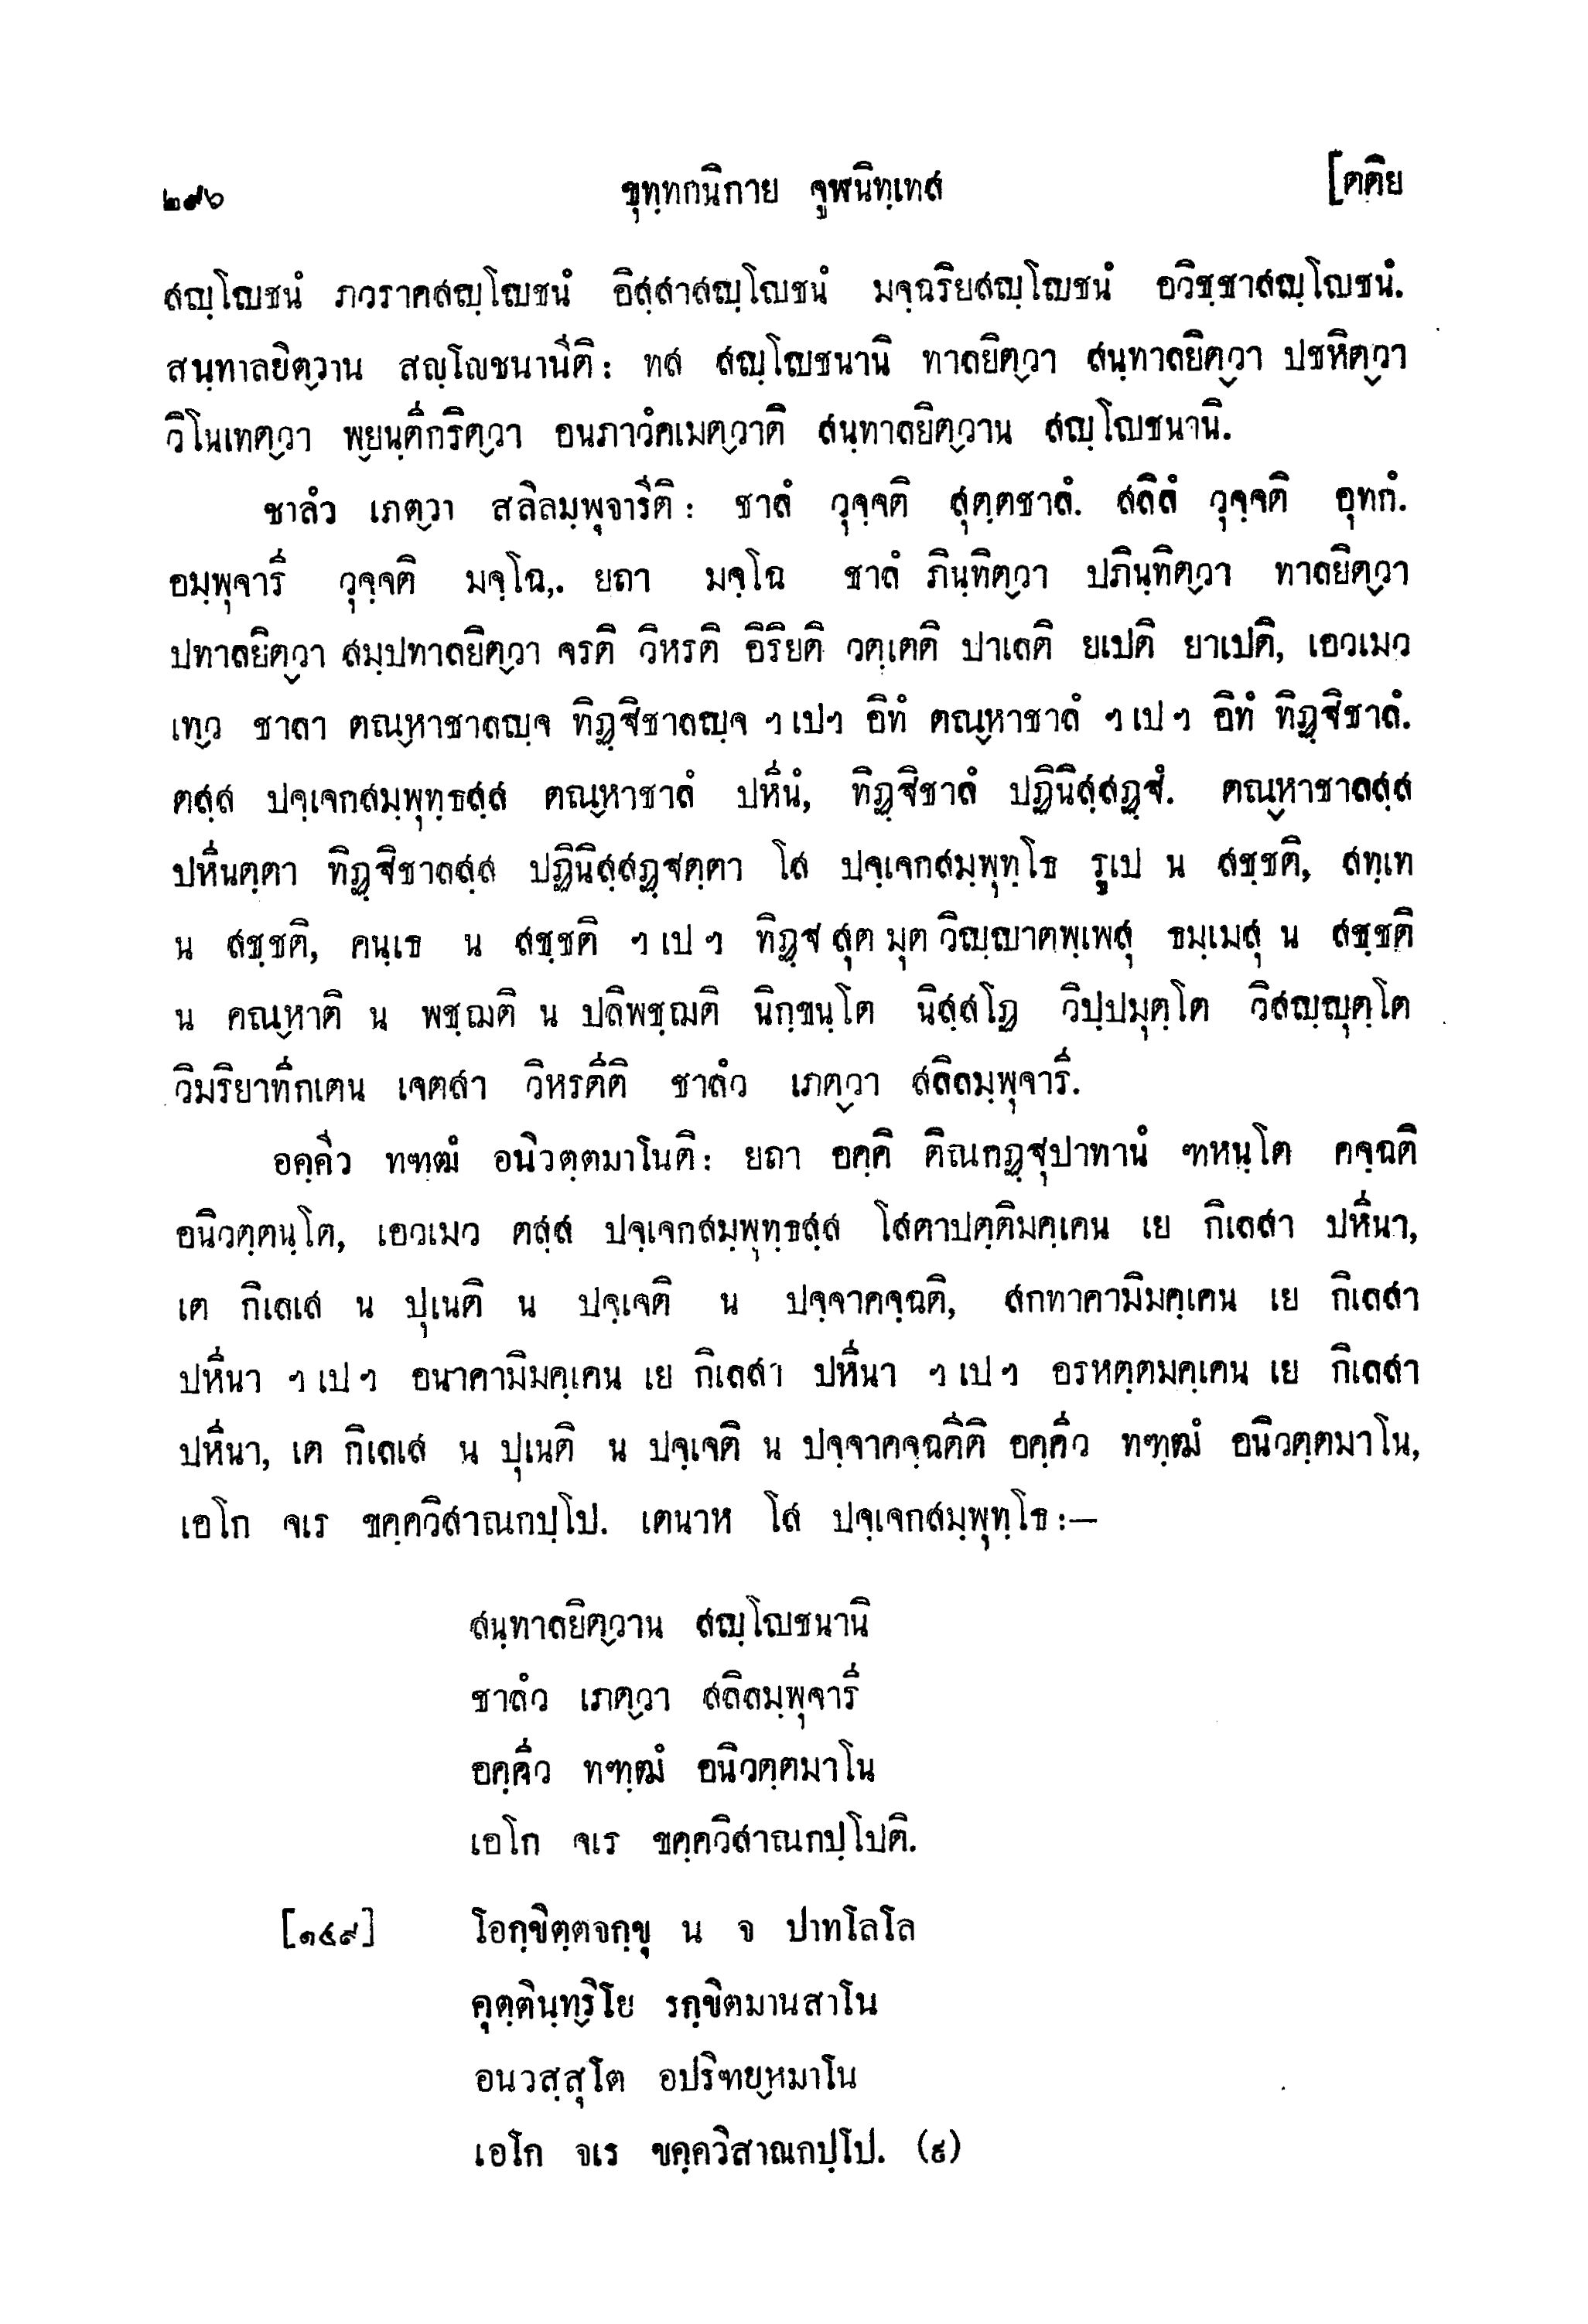 ๒๙๖ ขุทฺทกนิกาย จูฬนิทฺเทส [ตติย
สญฺโญชนํ ภวราคสญฺโญชนํ อิสฺสาสญฺโญชนํ มจฺฉริยสญฺโญชนํ อวิชฺชาสญฺโญชนํ.
สนฺทาลยิตฺวาน สญฺโญชนานีติ: ทส สญฺโญชนานิ ทาลยิตฺวา สนฺทาลยิตฺวา ปชหิตฺวา
วิโนเทตฺวา พฺยนฺตีกริตฺวา อนภาวํคเมตฺวาติ สนฺทาลยิตฺวาน สญฺโญชนานิ.
ชาลํว เภตฺวา สลิลมฺพุจารีติ: ชาลํ วุจฺจติ สุตฺตชาลํ. สลิลํ วุจฺจติ อุทกํ.
อมฺพุจารี วุจฺจติ มจฺโฉ,. ยถา มจฺโฉ ชาลํ ภินฺทิตฺวา ปภินฺทิตฺวา ทาลยิตฺวา
ปทาลยิตฺวา สมฺปทาลยิตฺวา จรติ วิหรติ อิริยติ วตฺเตติ ปาเลติ ยเปติ ยาเปติ, เอวเมว
เทฺว ชาลา ตณฺหาชาลญฺจ ทิฏฺฐิชาลญฺจ ฯเปฯ อิทํ ตณฺหาชาลํ ฯเปฯ อิทํ ทิฏฺฐิชาลํ.
ตสฺส ปจฺเจกสมฺพุทฺธสฺส ตณฺหาชาลํ ปหีนํ, ทิฏฺฐิชาลํ ปฏินิสฺสฏฺฐํ. ตณฺหาชาลสฺส
ปหีนตฺตา ทิฏฺฐิชาลสฺส ปฏินิสฺสฏฺฐตฺตา โส ปจฺเจกสมฺพุทฺโธ รูเป น สชฺชติ, สทฺเท
น สชฺชติ, คนฺเธ น สชฺชติ ฯเปฯ ทิฏฺฐ สุต มุต วิญฺญาตพฺเพสุ ธมฺเมสุ น สชฺชติ
น คณฺหาติ น พชฺฌติ น ปลิพชฺฌติ นิกฺขนฺโต นิสฺสโฏ วิปฺปมุตฺโต วิสญฺญุตฺโต
วิมริยาทีกเตน เจตสา วิหรตีติ ชาลํว เภตฺวา สลิลมฺพุจารี.
อคฺคีว ทฑฺฒํ อนิวตฺตมาโนติ: ยถา อคฺคิ ติณกฏฺฐุปาทานํ ฑหนฺโต คจฺฉติ
อนิวตฺตนฺโต, เอวเมว ตสฺส ปจฺเจกสมฺพุทฺธสฺส โสตาปตฺติมคฺเคน เย กิเลสา ปหีนา,
เต กิเลเส น ปุเนติ น ปจฺเจติ น ปจฺจาคจฺฉติ, สกทาคามิมคฺเคน เย กิเลสา
ปหีนา ฯเปฯ อนาคามิมคฺเคน เย กิเลสา ปหีนา ฯเปฯ อรหตฺตมคฺเคน เย กิเลสา
ปหีนา, เต กิเลเส น ปุเนติ น ปจฺเจติ น ปจฺจาคจฺฉตีติ อคฺคีว ทฑฺฒํ อนิวตฺตมาโน,
เอโก จเร ขคฺควิสาณกปฺโป. เตนาห โส ปจฺเจกสมฺพุทฺโธ:—
สนฺทาลยิตฺวาน สญฺโญชนานิ
ชาลํว เภตฺวา สลิลมฺพุจารี
อคฺคีว ทฑฺฒํ อนิวตฺตมาโน
เอโก จเร ขคฺควิสาณกปฺโปติ.
[๑๔๙] โอกฺขิตฺตจกฺขุ น จ ปาทโลโล
คุตฺตินฺทฺริโย รกฺขิตมานสาโน
อนวสฺสุโต อปริฑยฺหมาโน
เอโก จเร ขคฺควิสาณกปฺโป. (๙)